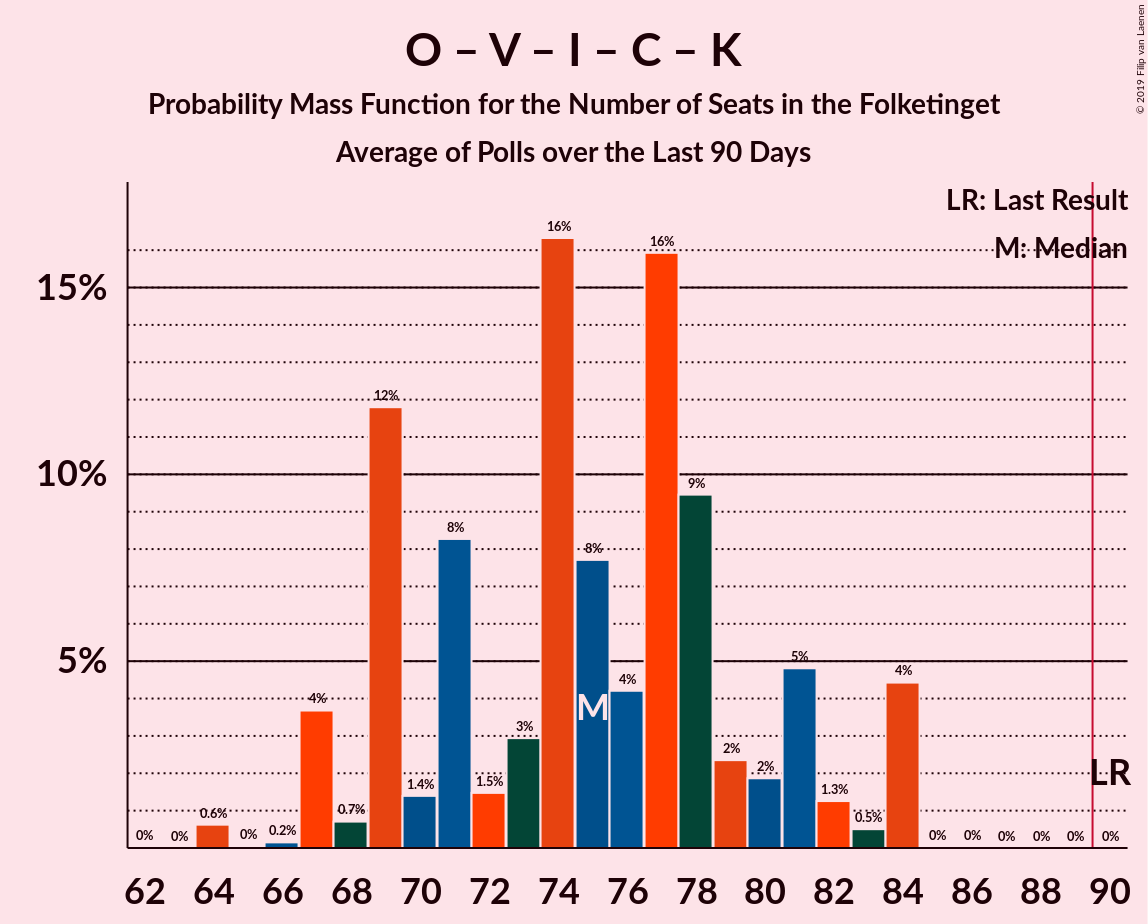 O – V – I – C – K
Probability Mass Function for the Number of Seats in the Folketinget
Average of Polls over the Last 90 Days
© 2019 Filip van Laenen
LR: Last Result
M: Median
15%
10%
5%
0% 0% 0.6% 0% 0.2% 4% 0.7% 12% 1.4% 8% 1.5% 3% 16% 8% 4% 16% 9% 2% 2% 5% 1.3% 0.5% 4% 0% 0% 0% 0% 0% 0%
M
LR
62 64 66 68 70 72 74 76 78 80 82 84 86 88 90